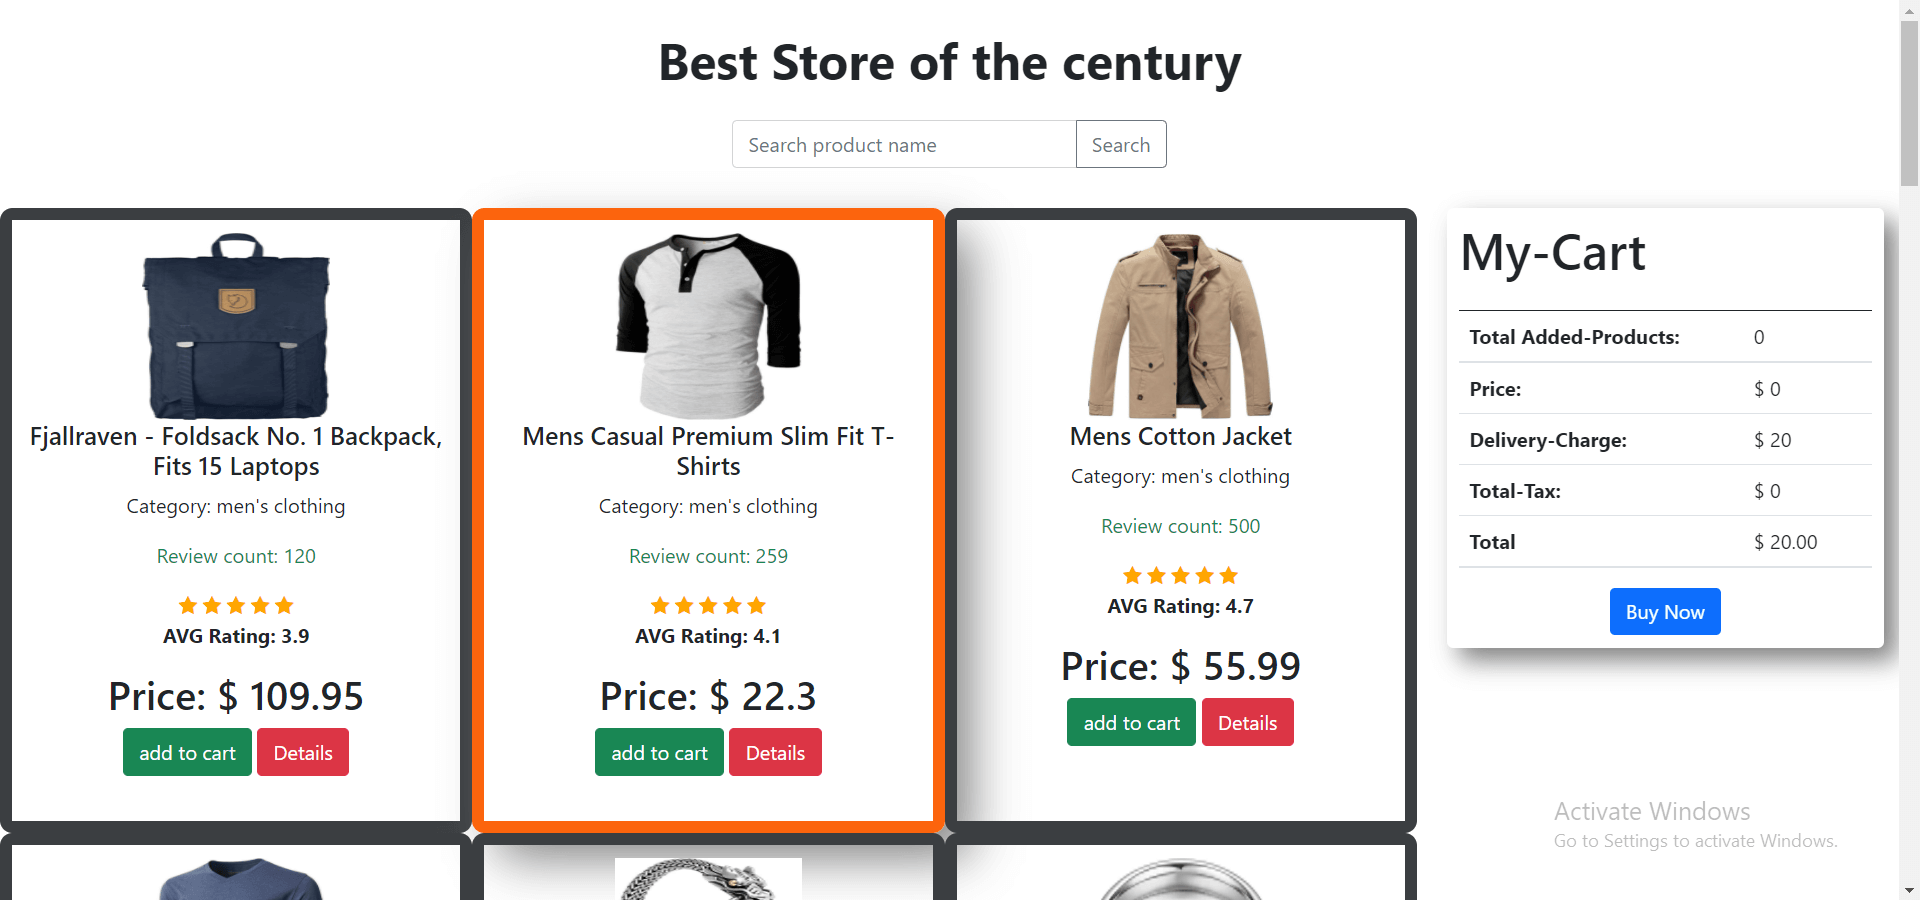 Best Store of the century
Search product name
Search
Fjallraven - Foldsack No. 1 Backpack,
Fits 15 Laptops
Category: men's clothing
Review count: 120
AVG Rating: 3.9
Price: $ 109.95
add to cart
Details
Mens Casual Premium Slim Fit T-
Shirts
Category: men's clothing
Review count: 259
AVG Rating: 4.1
Price: $ 22.3
add to cart
Details
Mens Cotton Jacket
Category: men's clothing
Review count: 500
AVG Rating: 4.7
Price: $ 55.99
add to cart
Details
My-Cart
Total Added-Products: 0
Price: $ 0
Delivery-Charge: $ 20
Total-Tax: $ 0
Total $ 20.00
Buy Now
Activate Windows
Go to Settings to activate Windows.